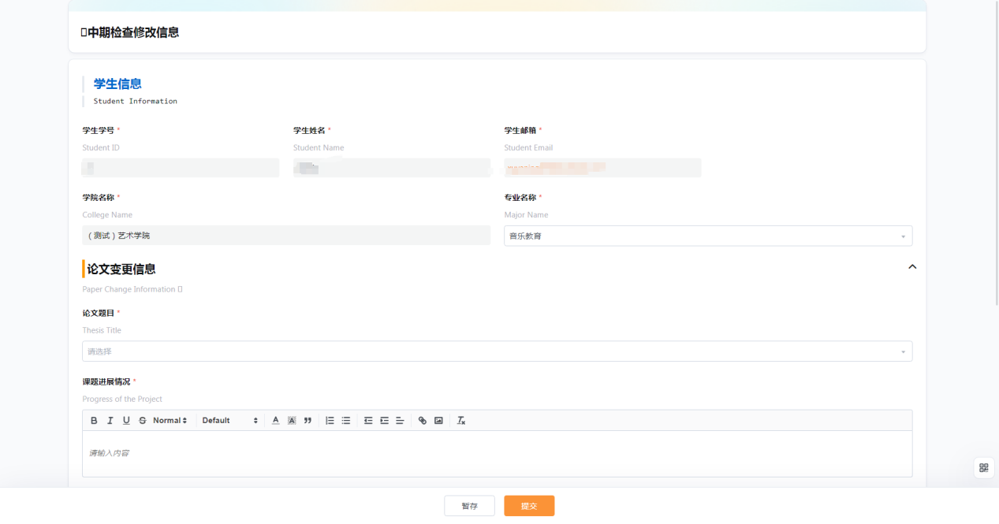 中期检查修改信息
学生信息
Student Information
学生学号 * 学生姓名 * 学生邮箱 *
Student ID Student Name Student Email
学院名称 * 专业名称 *
College Name Major Name
（测试）艺术学院 音乐教育
论文变更信息
Paper Change Information
论文题目 *
Thesis Title
请选择
课题进展情况 *
Progress of the Project
B I U S Normal Default
请输入内容
暂存 提交